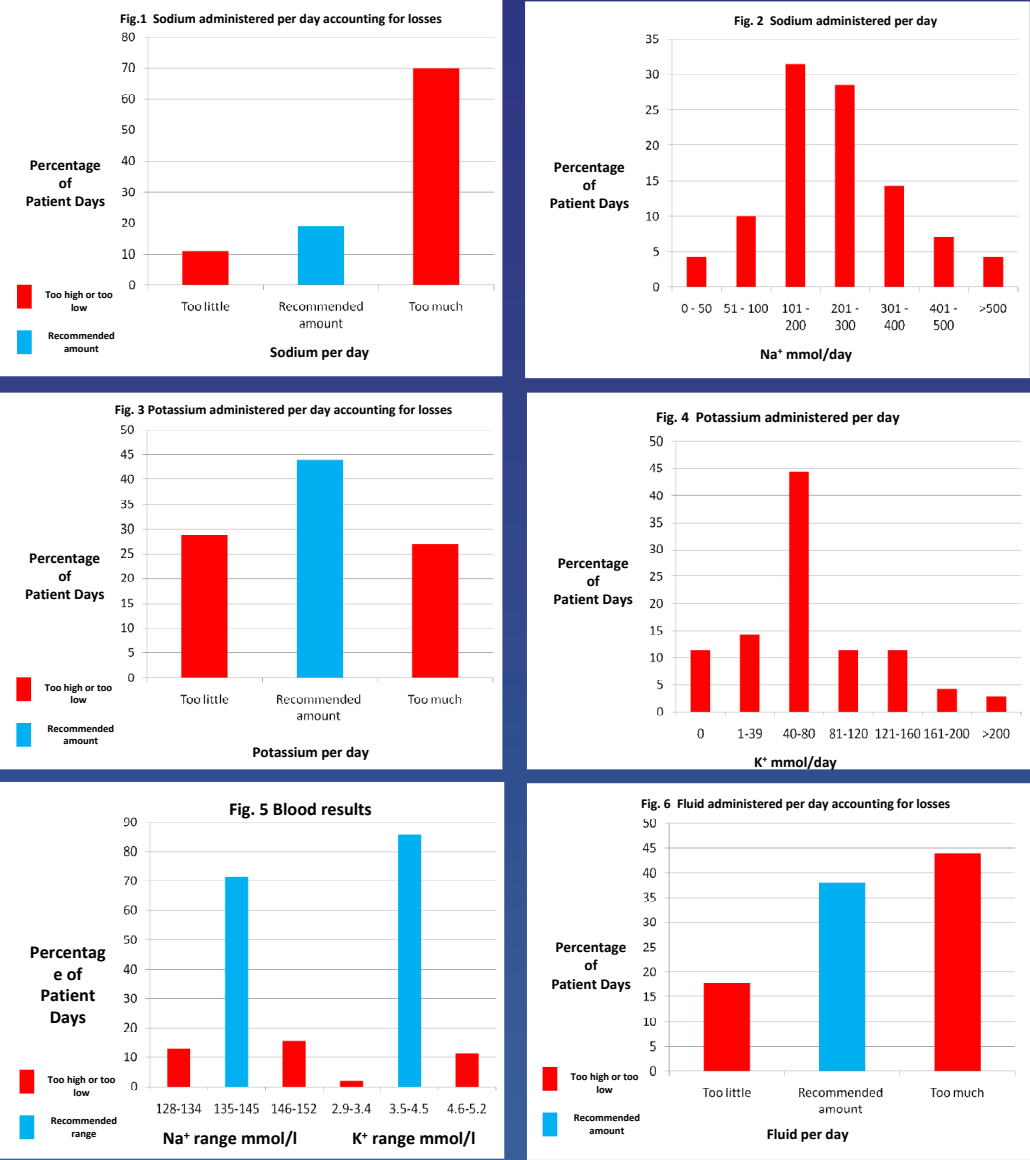 Fig.1 Sodium administered per day accounting for losses
80
70
60
50
40
30
20
10
0
Percentage
of
Patient Days
Too little
Recommended
amount
Too much
Sodium per day
Too high or too
low
Recommended
amount
Fig. 2 Sodium administered per day
35
30
25
20
15
10
5
0
Percentage
of
Patient Days
0 - 50
51 - 100
101 -
200
201 -
300
301 -
400
401 -
500
>500
Na⁺ mmol/day
Fig. 3 Potassium administered per day accounting for losses
50
45
40
35
30
25
20
15
10
5
0
Percentage
of
Patient Days
Too little
Recommended
amount
Too much
Potassium per day
Too high or too
low
Recommended
amount
Fig. 4 Potassium administered per day
50
45
40
35
30
25
20
15
10
5
0
Percentage
of
Patient Days
0
1-39
40-80
81-120
121-160
161-200
>200
K⁺ mmol/day
Fig. 5 Blood results
90
80
70
60
50
40
30
20
10
0
Percentag
e of
Patient
Days
128-134
135-145
146-152
2.9-3.4
3.5-4.5
4.6-5.2
Na⁺ range mmol/l
K⁺ range mmol/l
Too high or too
low
Recommended
range
Fig. 6 Fluid administered per day accounting for losses
50
45
40
35
30
25
20
15
10
5
0
Percentage
of
Patient Days
Too little
Recommended
amount
Too much
Fluid per day
Too high or too
low
Recommended
amount